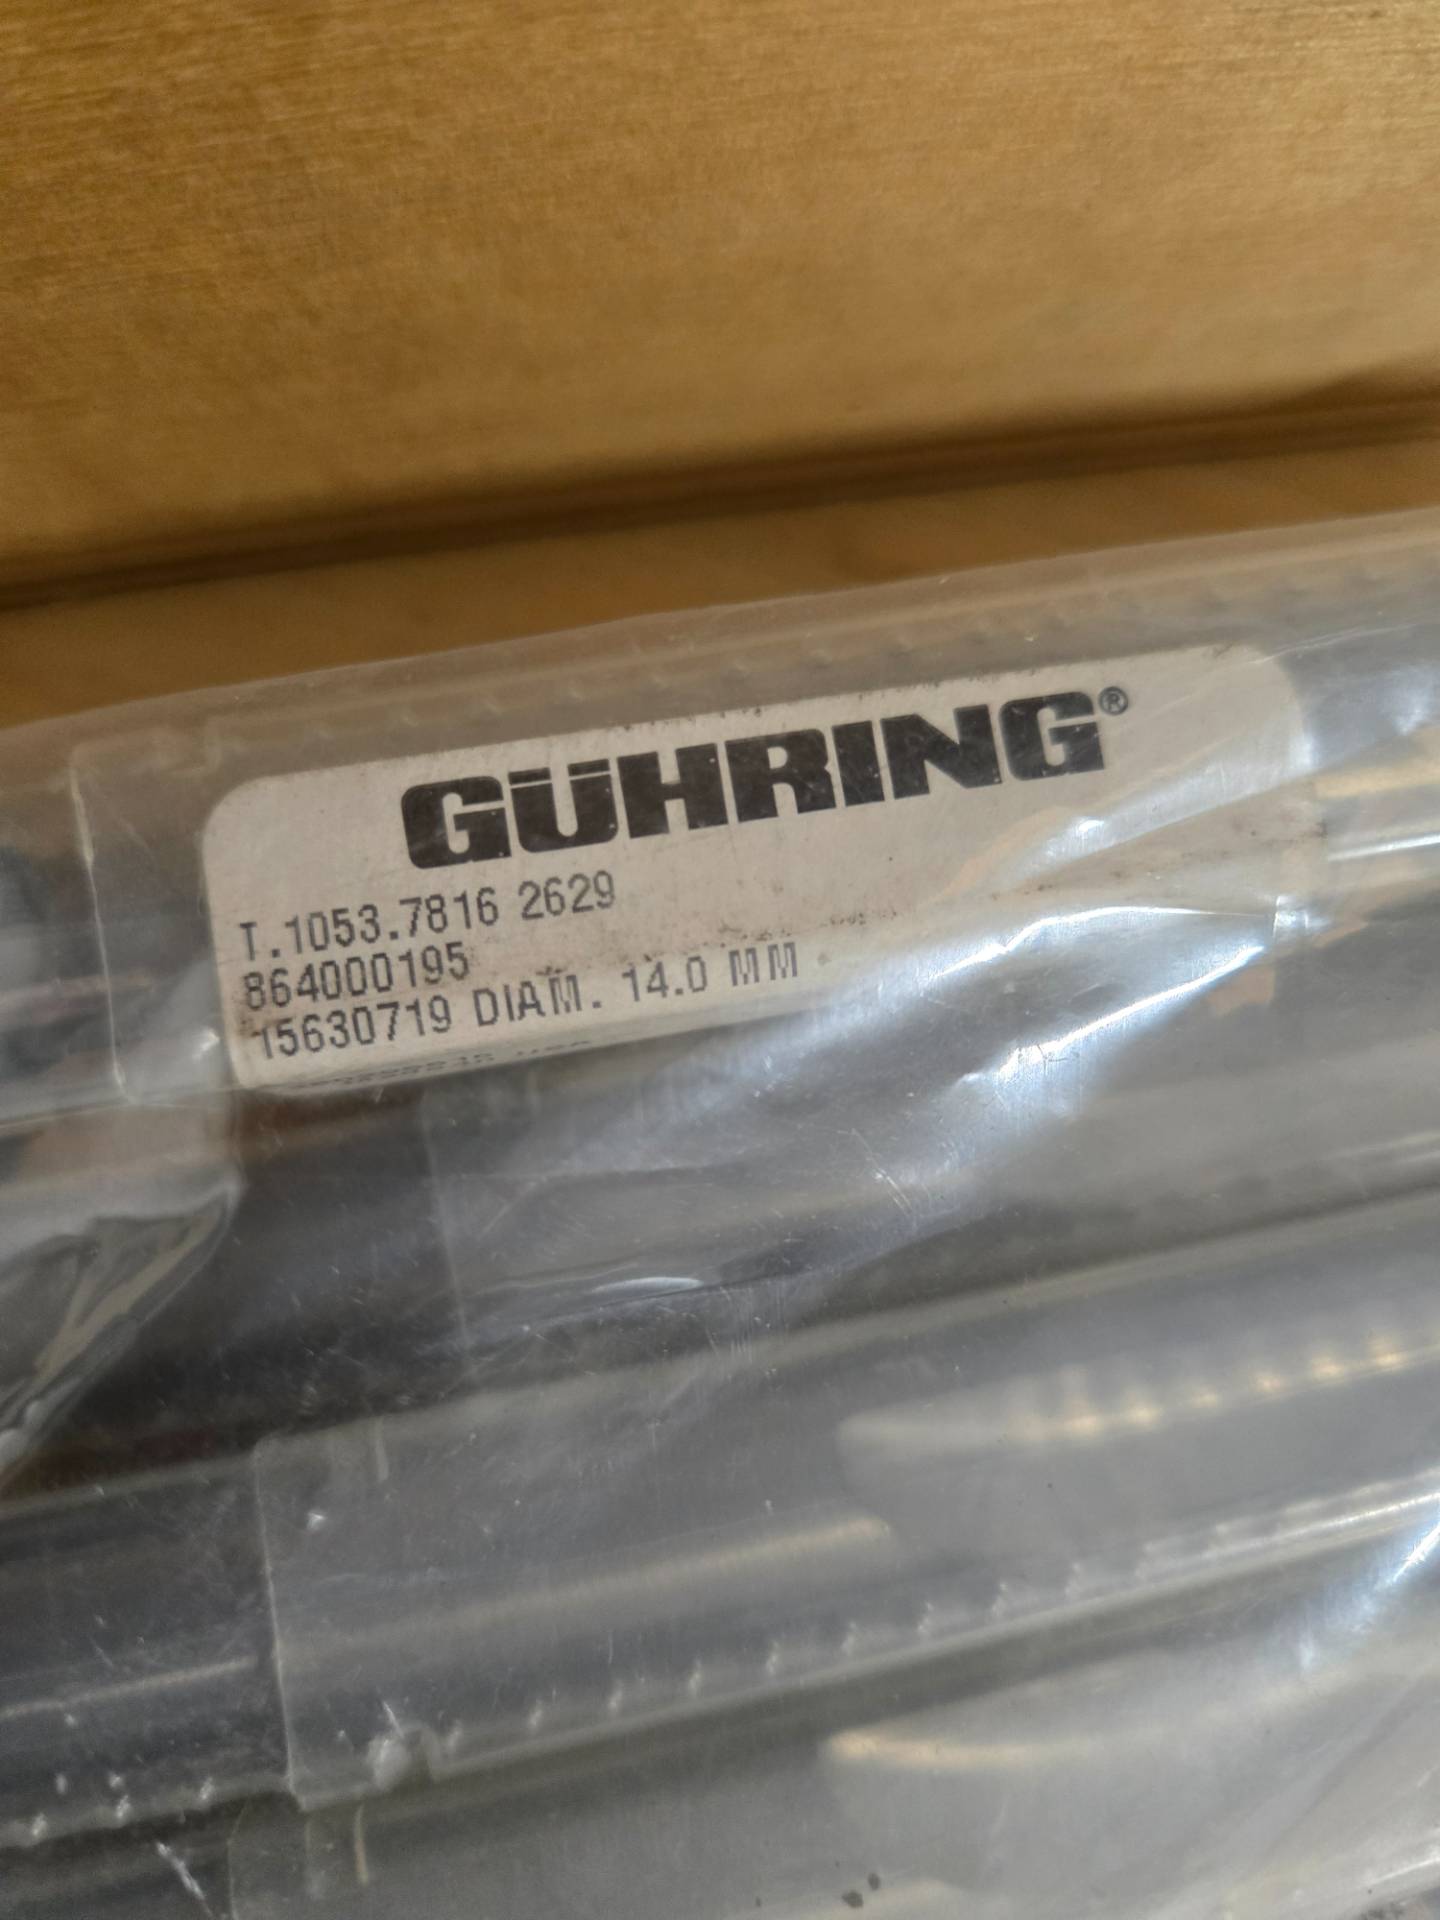 GÜHRING®
T.1053.7816 2629
864000195
15630719 DIAM. 14.0 MM